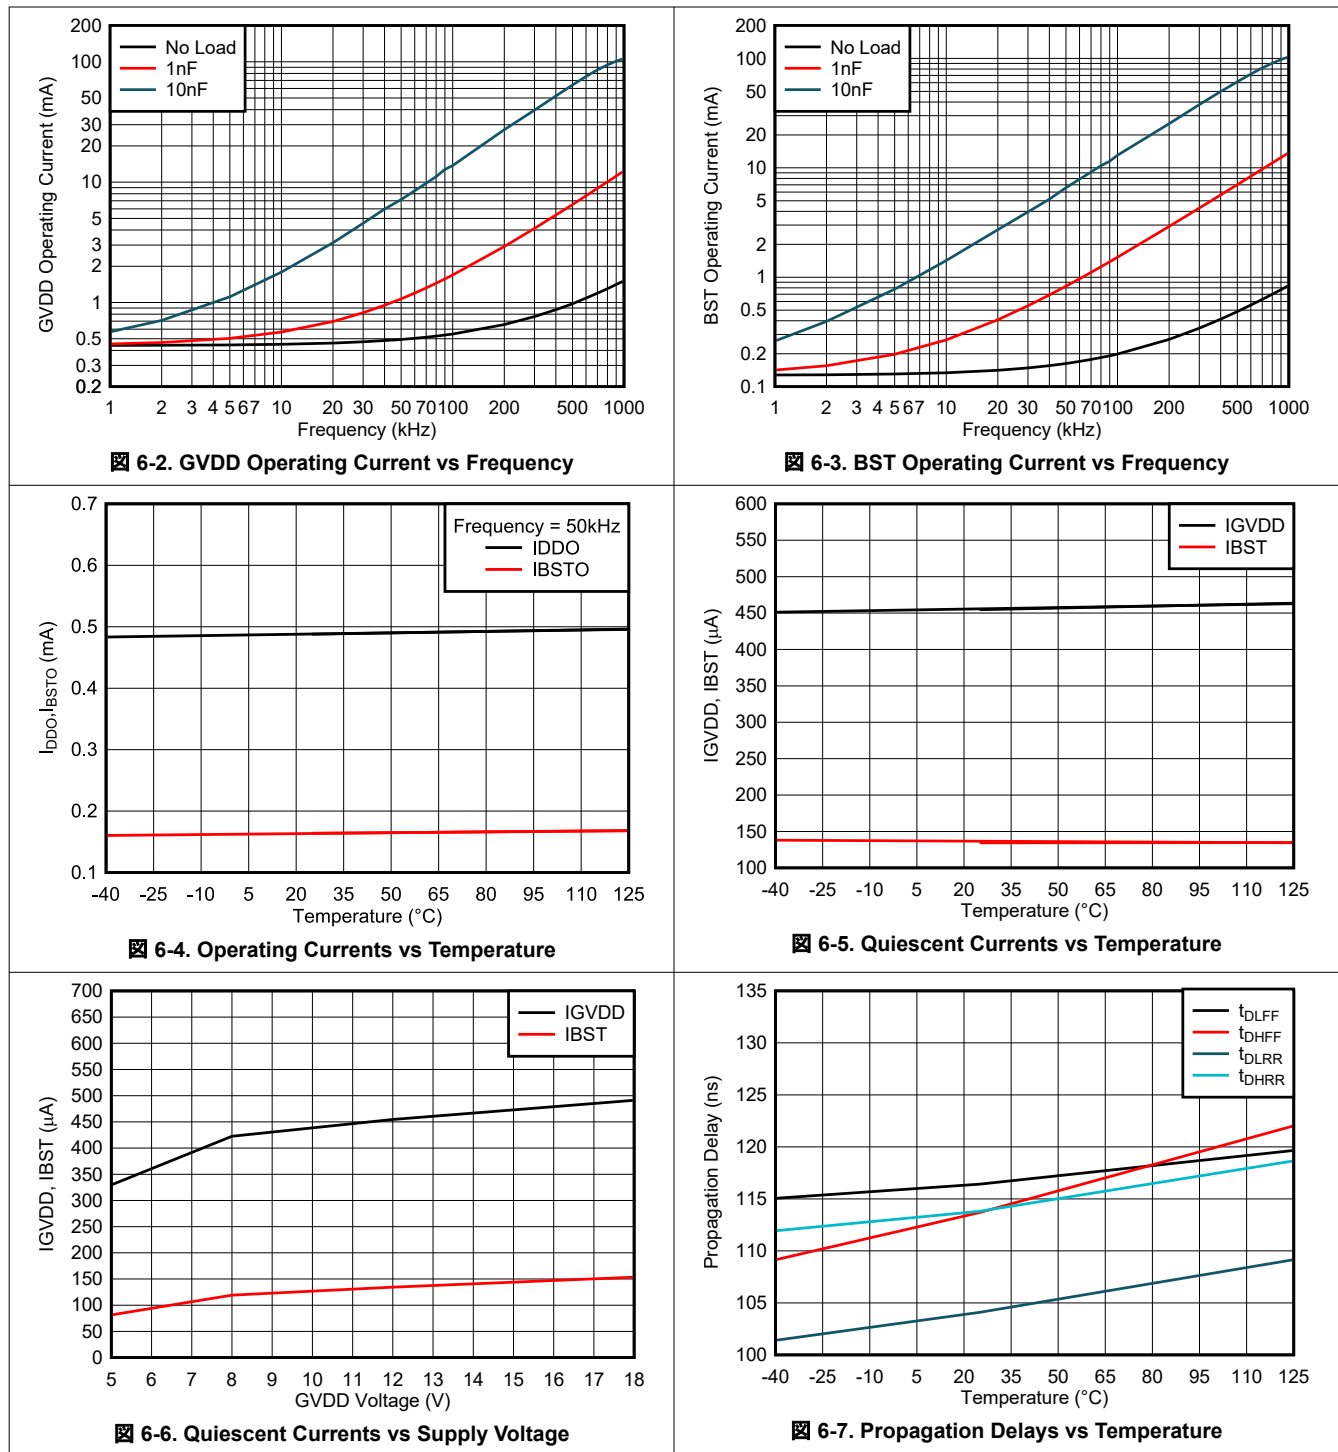 200
100
50
30
20
10
5
3
2
1
0.5
0.3
0.2
GVDD Operating Current (mA)
No Load
1nF
10nF
1 2 3 4 5 6 7 10 20 30 50 70 100 200 500 1000
Frequency (kHz)
図 6-2. GVDD Operating Current vs Frequency
200
100
50
20
10
5
2
1
0.5
0.2
0.1
BST Operating Current (mA)
No Load
1nF
10nF
1 2 3 4 5 6 7 10 20 30 50 70 100 200 500 1000
Frequency (kHz)
図 6-3. BST Operating Current vs Frequency
0.7
0.6
0.5
0.4
0.3
0.2
0.1
IDDO,IBSTO (mA)
Frequency = 50kHz
IDDO
IBSTO
-40 -25 -10 5 20 35 50 65 80 95 110 125
Temperature (°C)
図 6-4. Operating Currents vs Temperature
600
550
500
450
400
350
300
250
200
150
100
IGVDD, IBST (μA)
IGVDD
IBST
-40 -25 -10 5 20 35 50 65 80 95 110 125
Temperature (°C)
図 6-5. Quiescent Currents vs Temperature
700
650
600
550
500
450
400
350
300
250
200
150
100
50
0
IGVDD, IBST (μA)
IGVDD
IBST
5 6 7 8 9 10 11 12 13 14 15 16 17 18
GVDD Voltage (V)
図 6-6. Quiescent Currents vs Supply Voltage
135
130
125
120
115
110
105
100
Propagation Delay (ns)
tDLFF
tDHFF
tDLRR
tDHRR
-40 -25 -10 5 20 35 50 65 80 95 110 125
Temperature (°C)
図 6-7. Propagation Delays vs Temperature